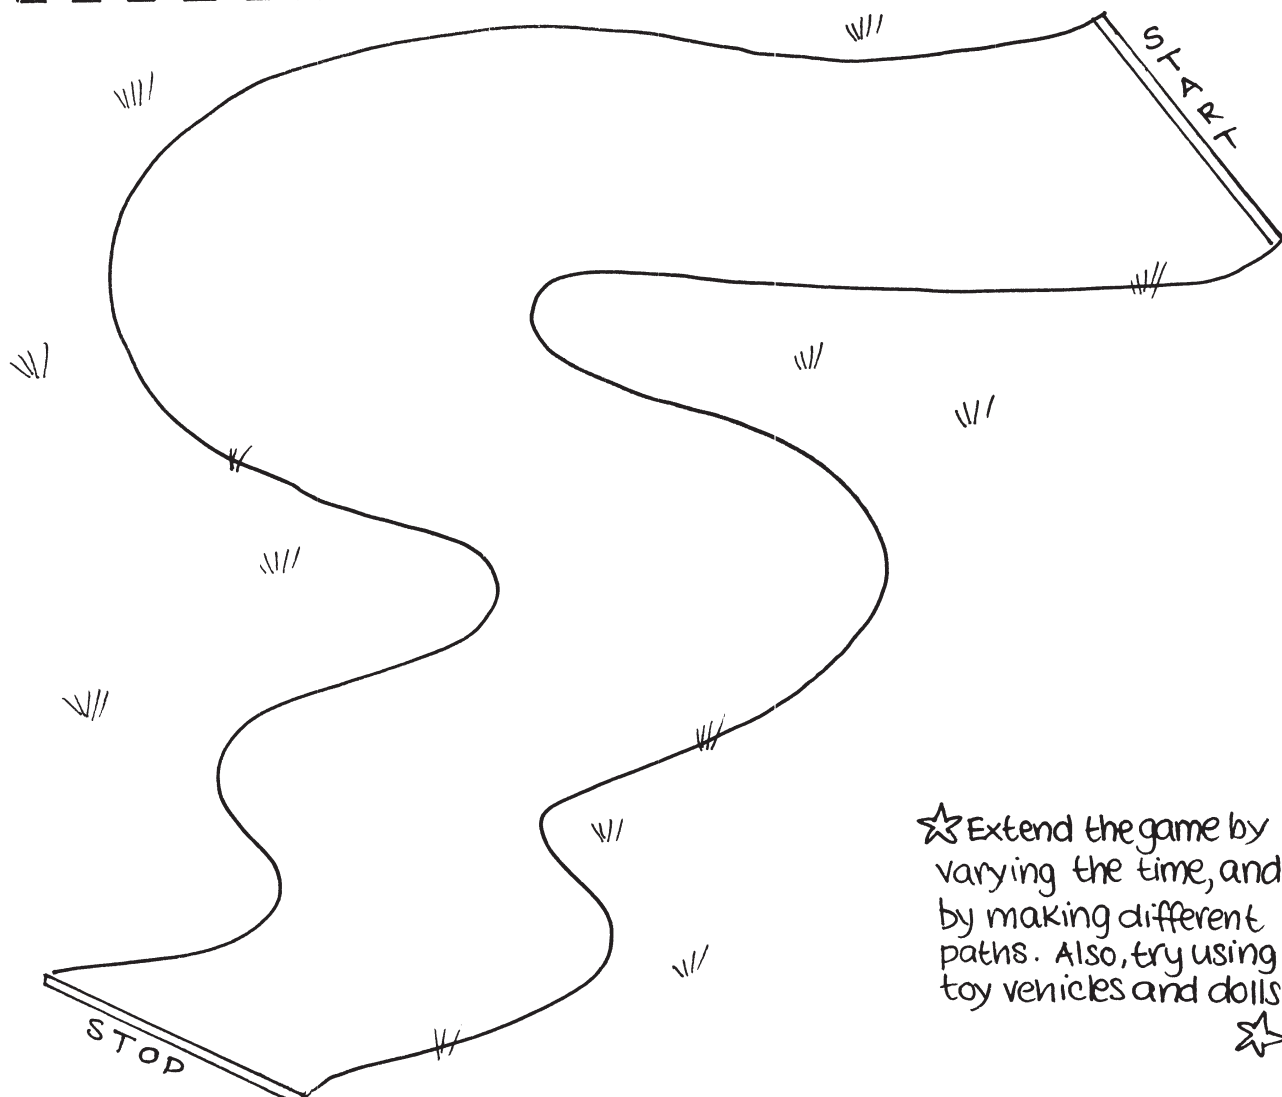 START
☆ Extend the game by
varying the time, and
by making different
paths. Also, try using
toy vehicles and dolls
☆
STOP